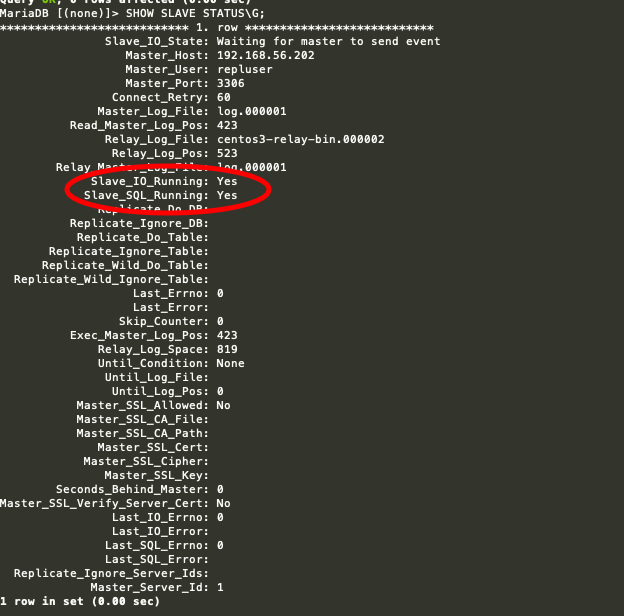 Query OK, 0 rows affected (0.00 sec)
MariaDB [(none)]> SHOW SLAVE STATUS\G;
*************************** 1. row ***************************
Slave_IO_State: Waiting for master to send event
Master_Host: 192.168.56.202
Master_User: repluser
Master_Port: 3306
Connect_Retry: 60
Master_Log_File: log.000001
Read_Master_Log_Pos: 423
Relay_Log_File: centos3-relay-bin.000002
Relay_Log_Pos: 523
Relay_Master_Log_File: log.000001
Slave_IO_Running: Yes
Slave_SQL_Running: Yes
Replicate_Do_DB:
Replicate_Ignore_DB:
Replicate_Do_Table:
Replicate_Ignore_Table:
Replicate_Wild_Do_Table:
Replicate_Wild_Ignore_Table:
Last_Errno: 0
Last_Error:
Skip_Counter: 0
Exec_Master_Log_Pos: 423
Relay_Log_Space: 819
Until_Condition: None
Until_Log_File:
Until_Log_Pos: 0
Master_SSL_Allowed: No
Master_SSL_CA_File:
Master_SSL_CA_Path:
Master_SSL_Cert:
Master_SSL_Cipher:
Master_SSL_Key:
Seconds_Behind_Master: 0
Master_SSL_Verify_Server_Cert: No
Last_IO_Errno: 0
Last_IO_Error:
Last_SQL_Errno: 0
Last_SQL_Error:
Replicate_Ignore_Server_Ids:
Master_Server_Id: 1
1 row in set (0.00 sec)